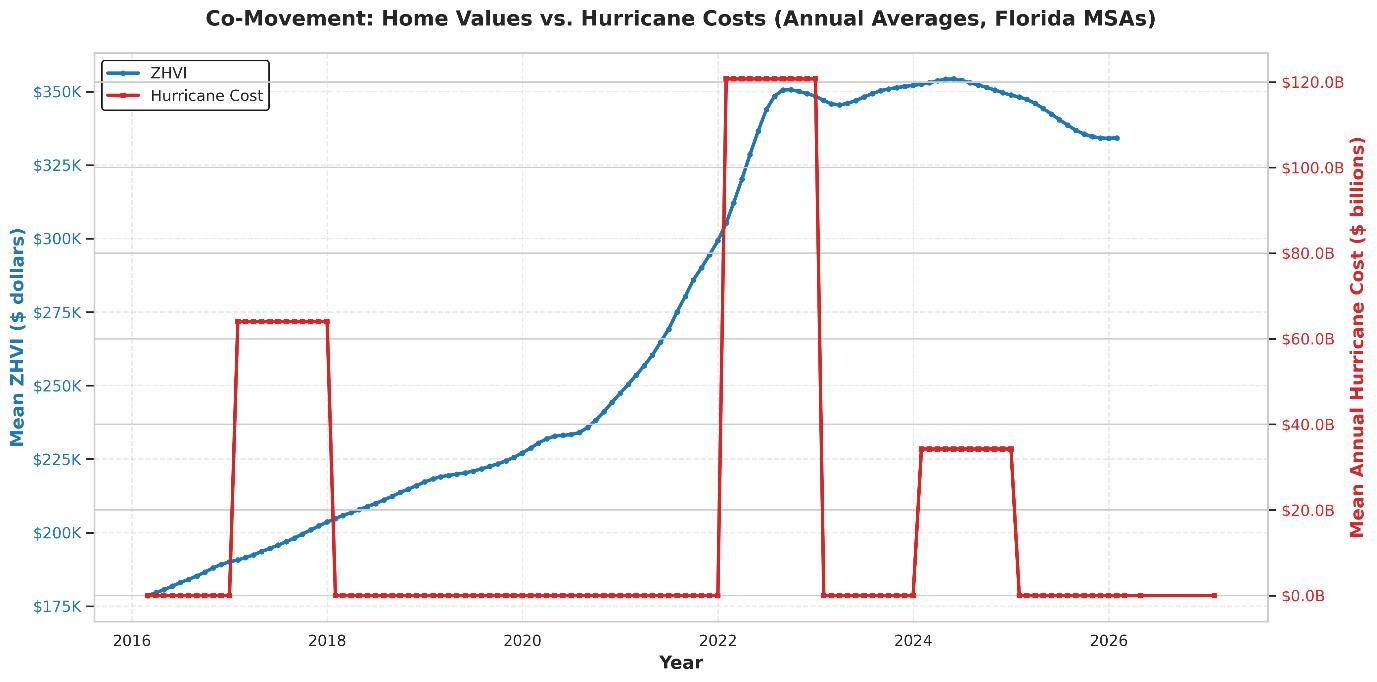 Co-Movement: Home Values vs. Hurricane Costs (Annual Averages, Florida MSAs)
ZHVI
Hurricane Cost
Mean ZHVI ($ dollars)
$350K
$325K
$300K
$275K
$250K
$225K
$200K
$175K
$120.0B
$100.0B
$80.0B
$60.0B
$40.0B
$20.0B
$0.0B
Mean Annual Hurricane Cost ($ billions)
2016
2018
2020
2022
2024
2026
Year